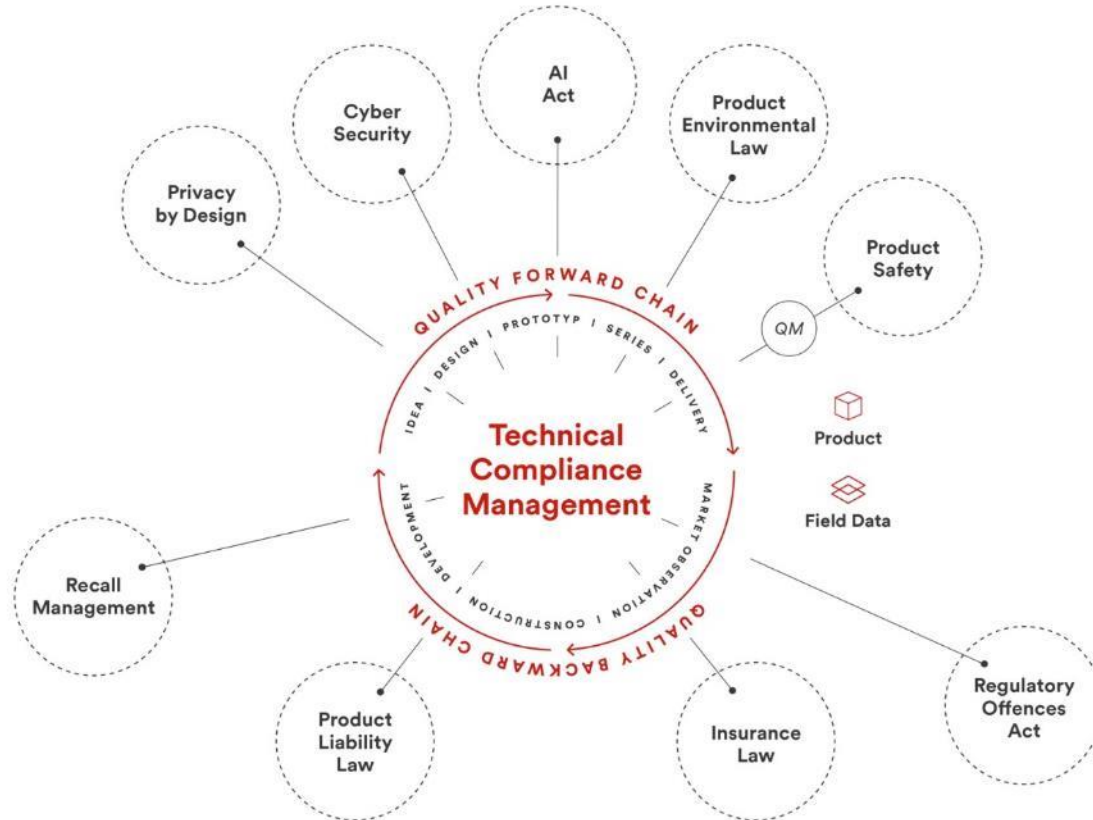 AI
Act
Cyber
Security
Product
Environmental
Law
Privacy
by Design
Product
Safety
QM
QUALITY FORWARD CHAIN
IDEA I DESIGN I PROTOTYP I SERIES I DELIVERY
Technical
Compliance
Management
Product
Field Data
MARKET OBSERVATION I CONSTRUCTION I DEVELOPMENT
QUALITY BACKWARD CHAIN
Recall
Management
Product
Liability
Law
Insurance
Law
Regulatory
Offences
Act